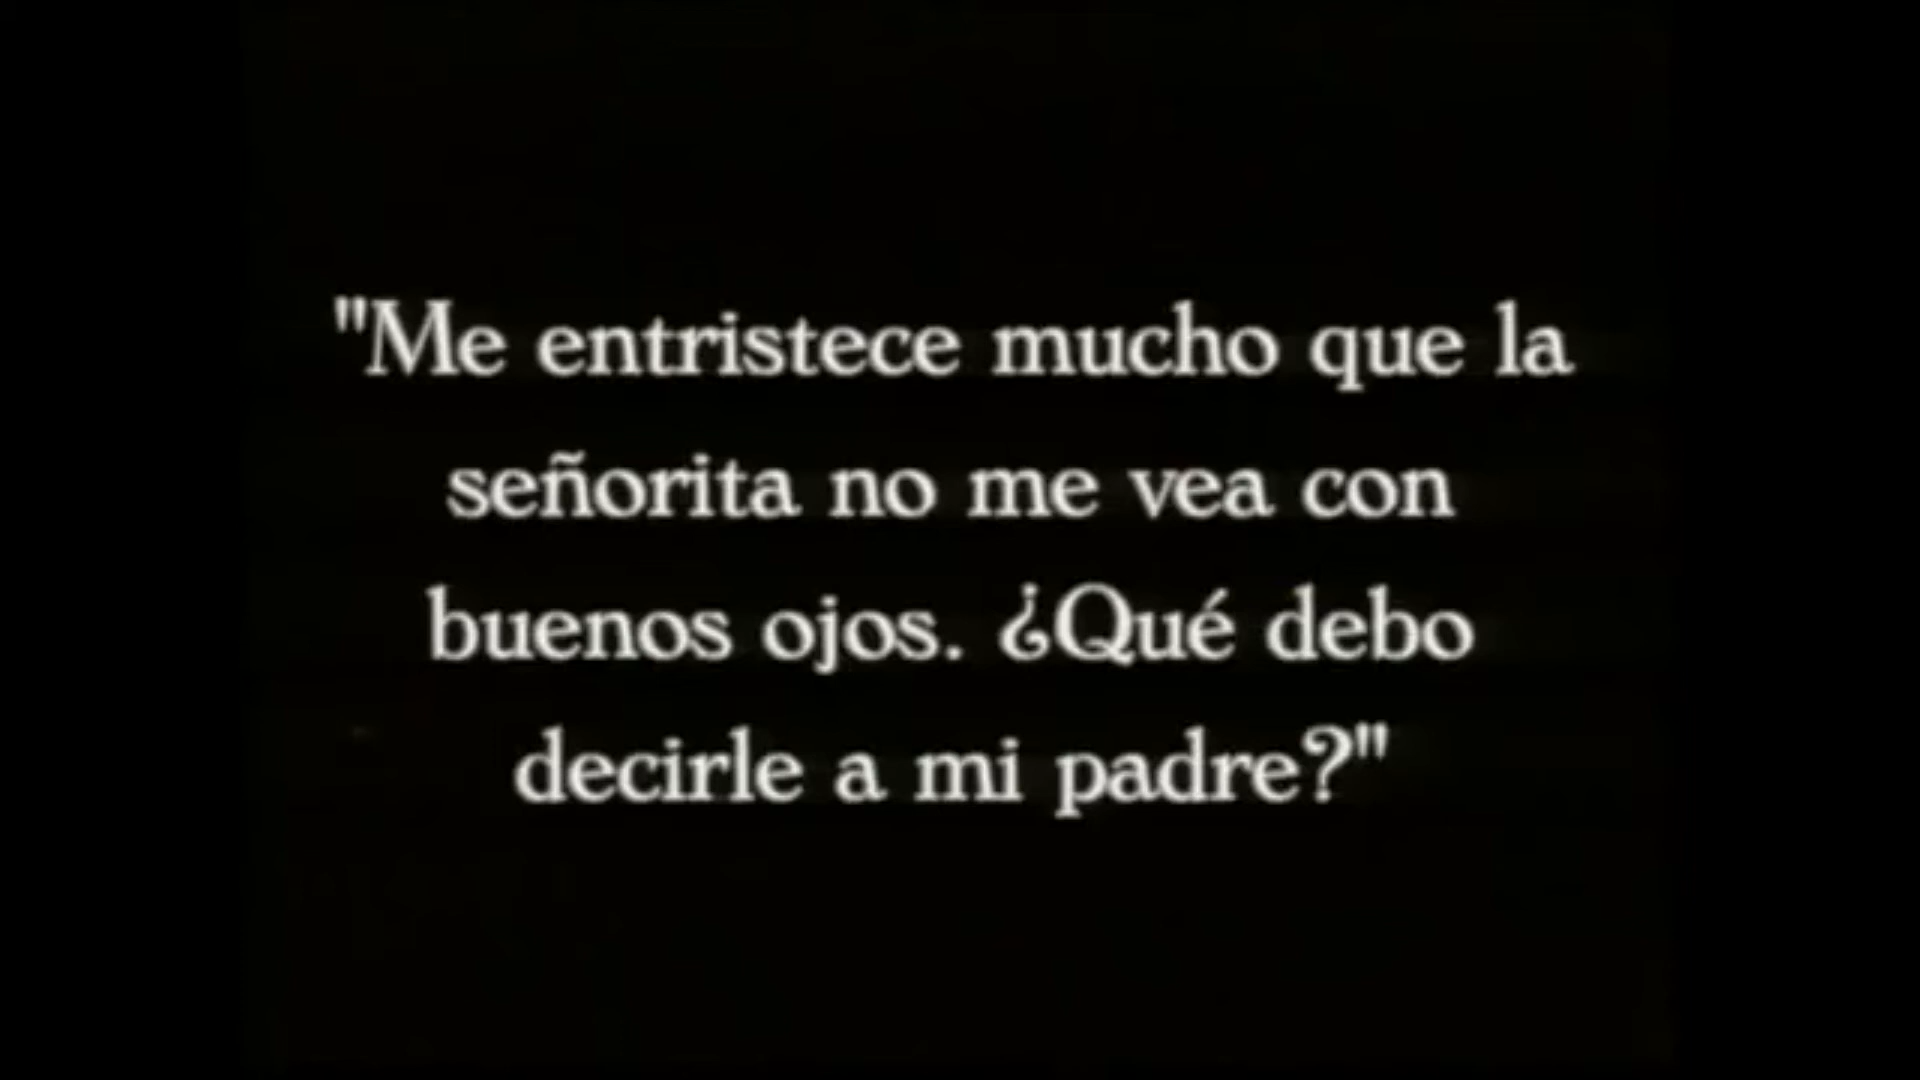 "Me entristece mucho que la
señorita no me vea con
buenos ojos. ¿Qué debo
decirle a mi padre?"